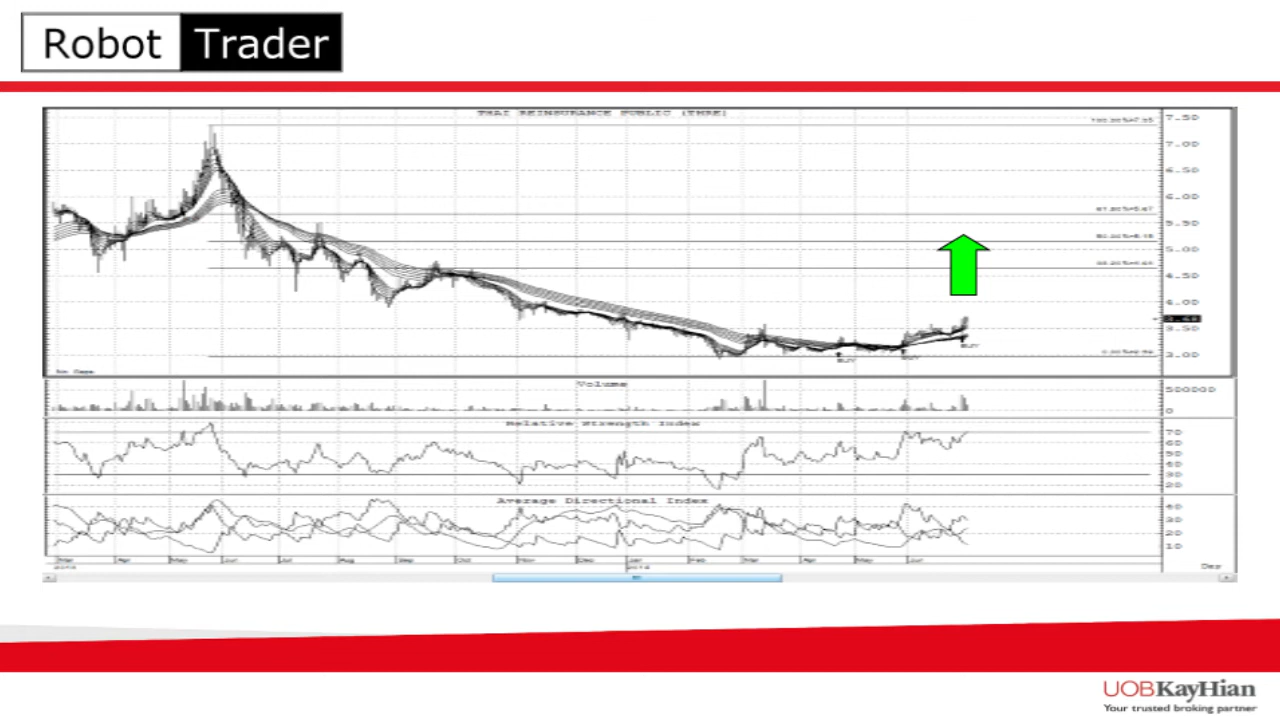 Robot Trader
THAI REINSURANCE PUBLIC (THRE)
7.50
7.00
6.50
6.00
5.50
5.00
4.50
4.00
3.50
3.00
BUY
BUY
BUY
No Gaps
Volume
500000
0
Relative Strength Index
70
60
50
40
30
20
Average Directional Index
40
30
20
10
Mar Apr May Jun Jul Aug Sep Oct Nov Dec Jan Feb Mar Apr May Jun
Day
UOBKayHian
Your trusted broking partner